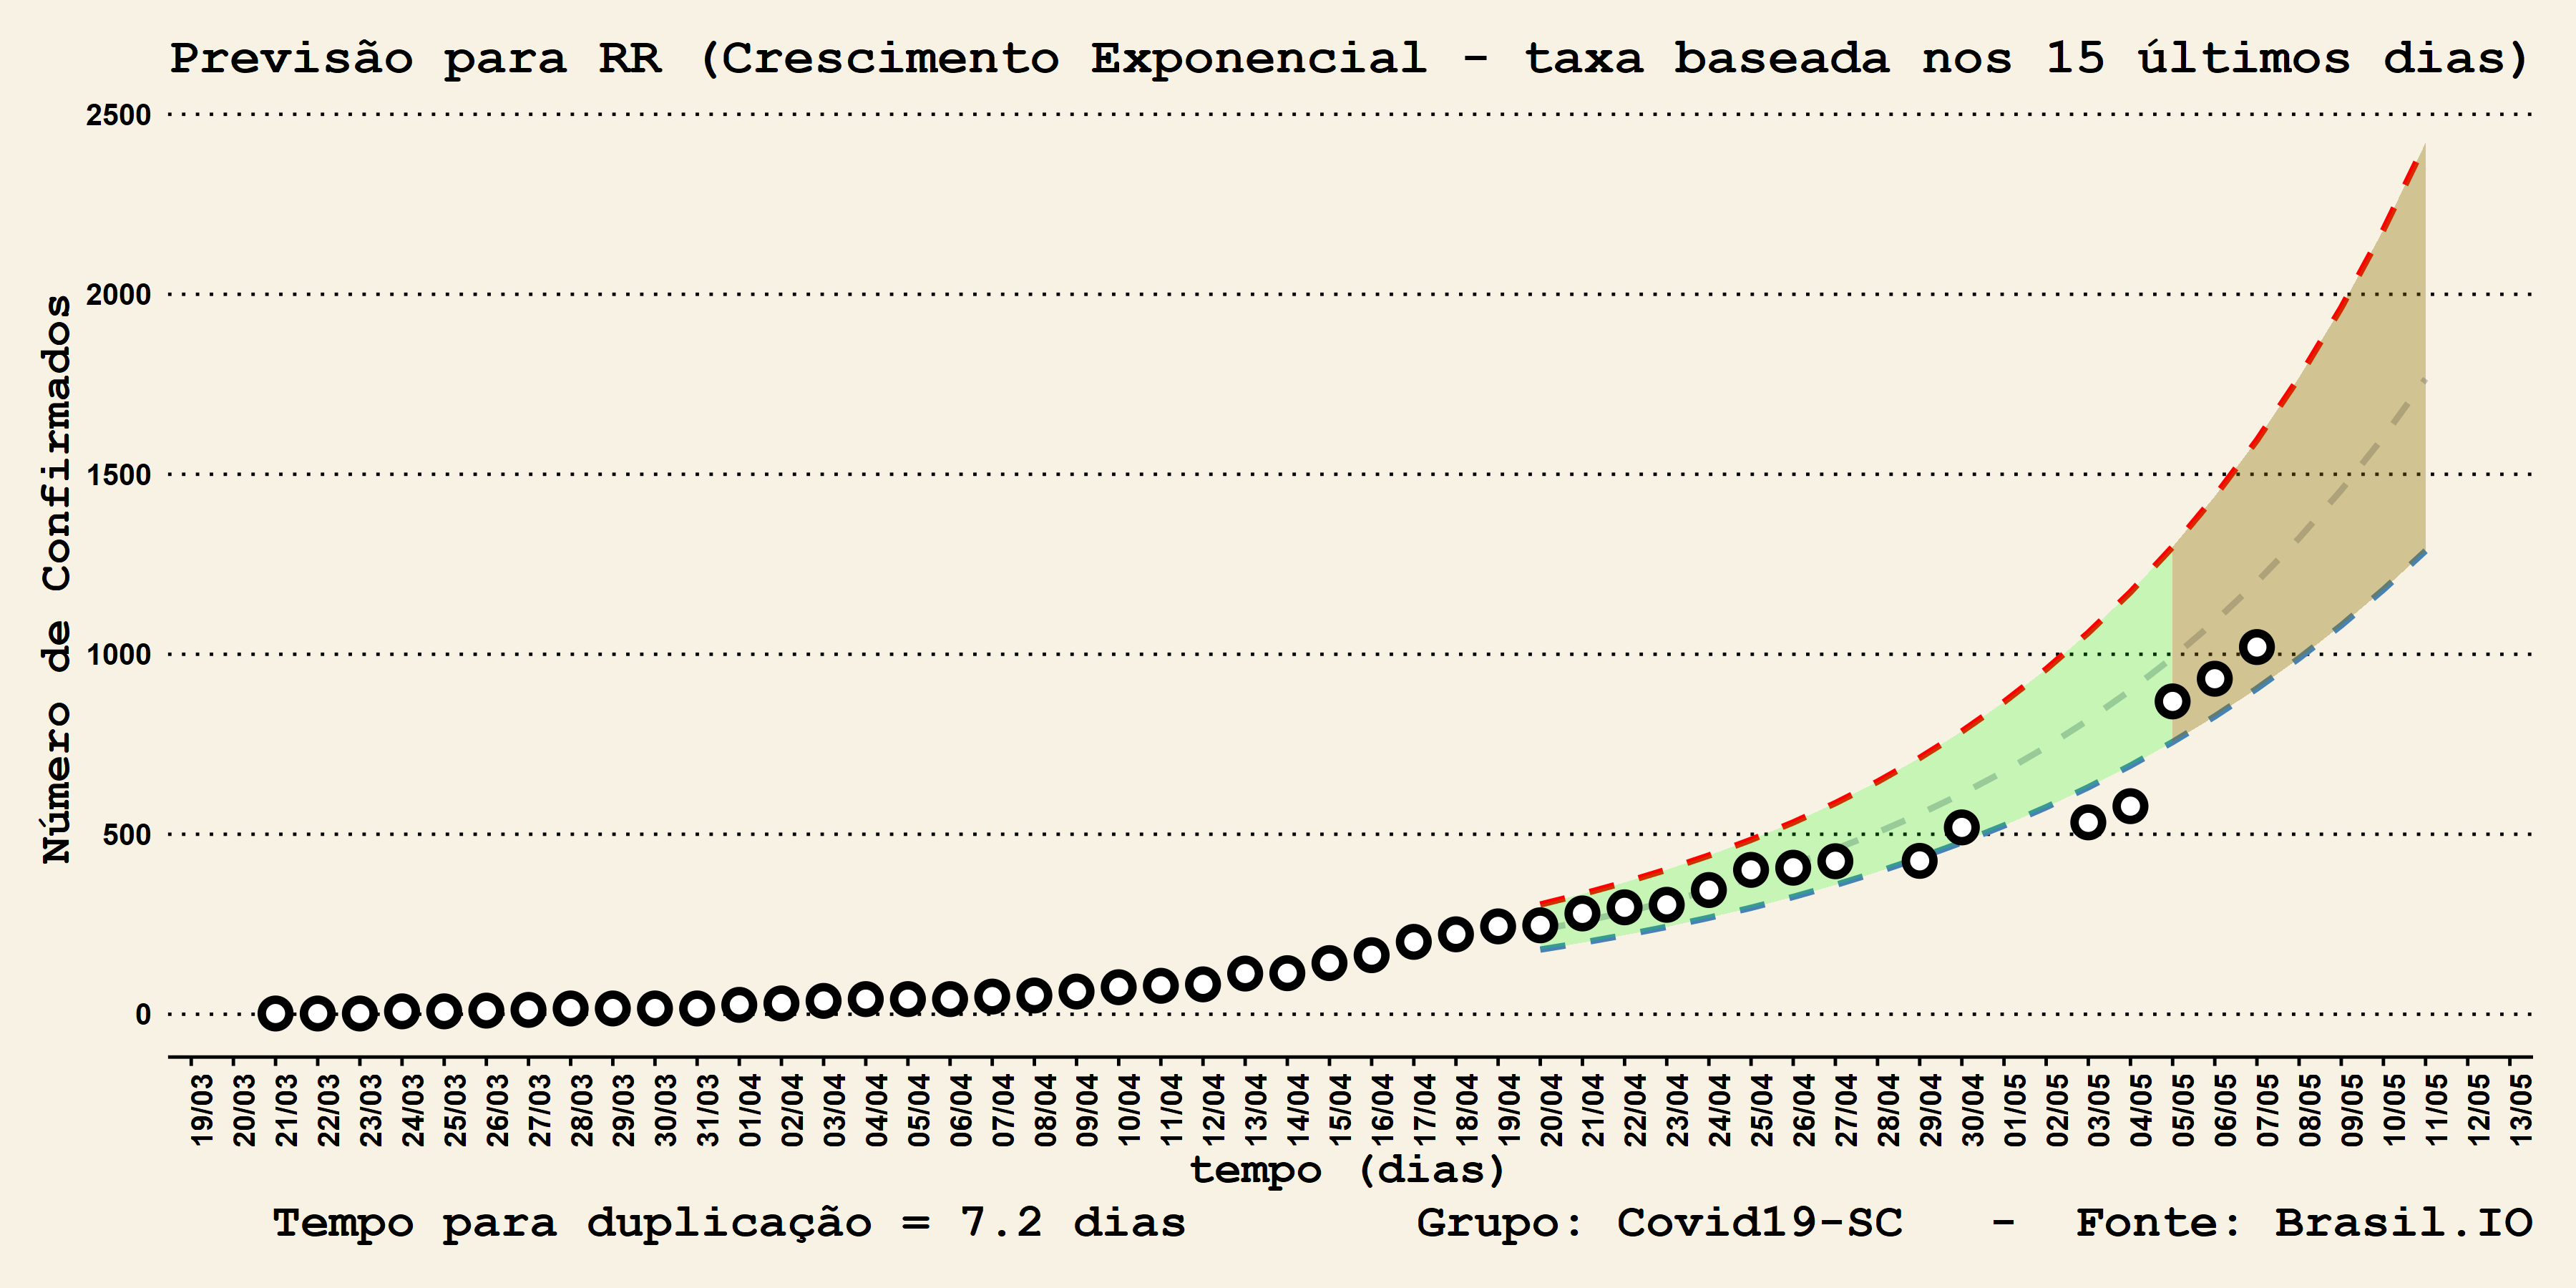 Previsão para RR (Crescimento Exponencial - taxa baseada nos 15 últimos dias)
Número de Confirmados
2500
2000
1500
1000
500
0
19/03 20/03 21/03 22/03 23/03 24/03 25/03 26/03 27/03 28/03 29/03 30/03 31/03 01/04 02/04 03/04 04/04 05/04 06/04 07/04 08/04 09/04 10/04 11/04 12/04 13/04 14/04 15/04 16/04 17/04 18/04 19/04 20/04 21/04 22/04 23/04 24/04 25/04 26/04 27/04 28/04 29/04 30/04 01/05 02/05 03/05 04/05 05/05 06/05 07/05 08/05 09/05 10/05 11/05 12/05 13/05
tempo (dias)
Tempo para duplicação = 7.2 dias Grupo: Covid19-SC - Fonte: Brasil.IO